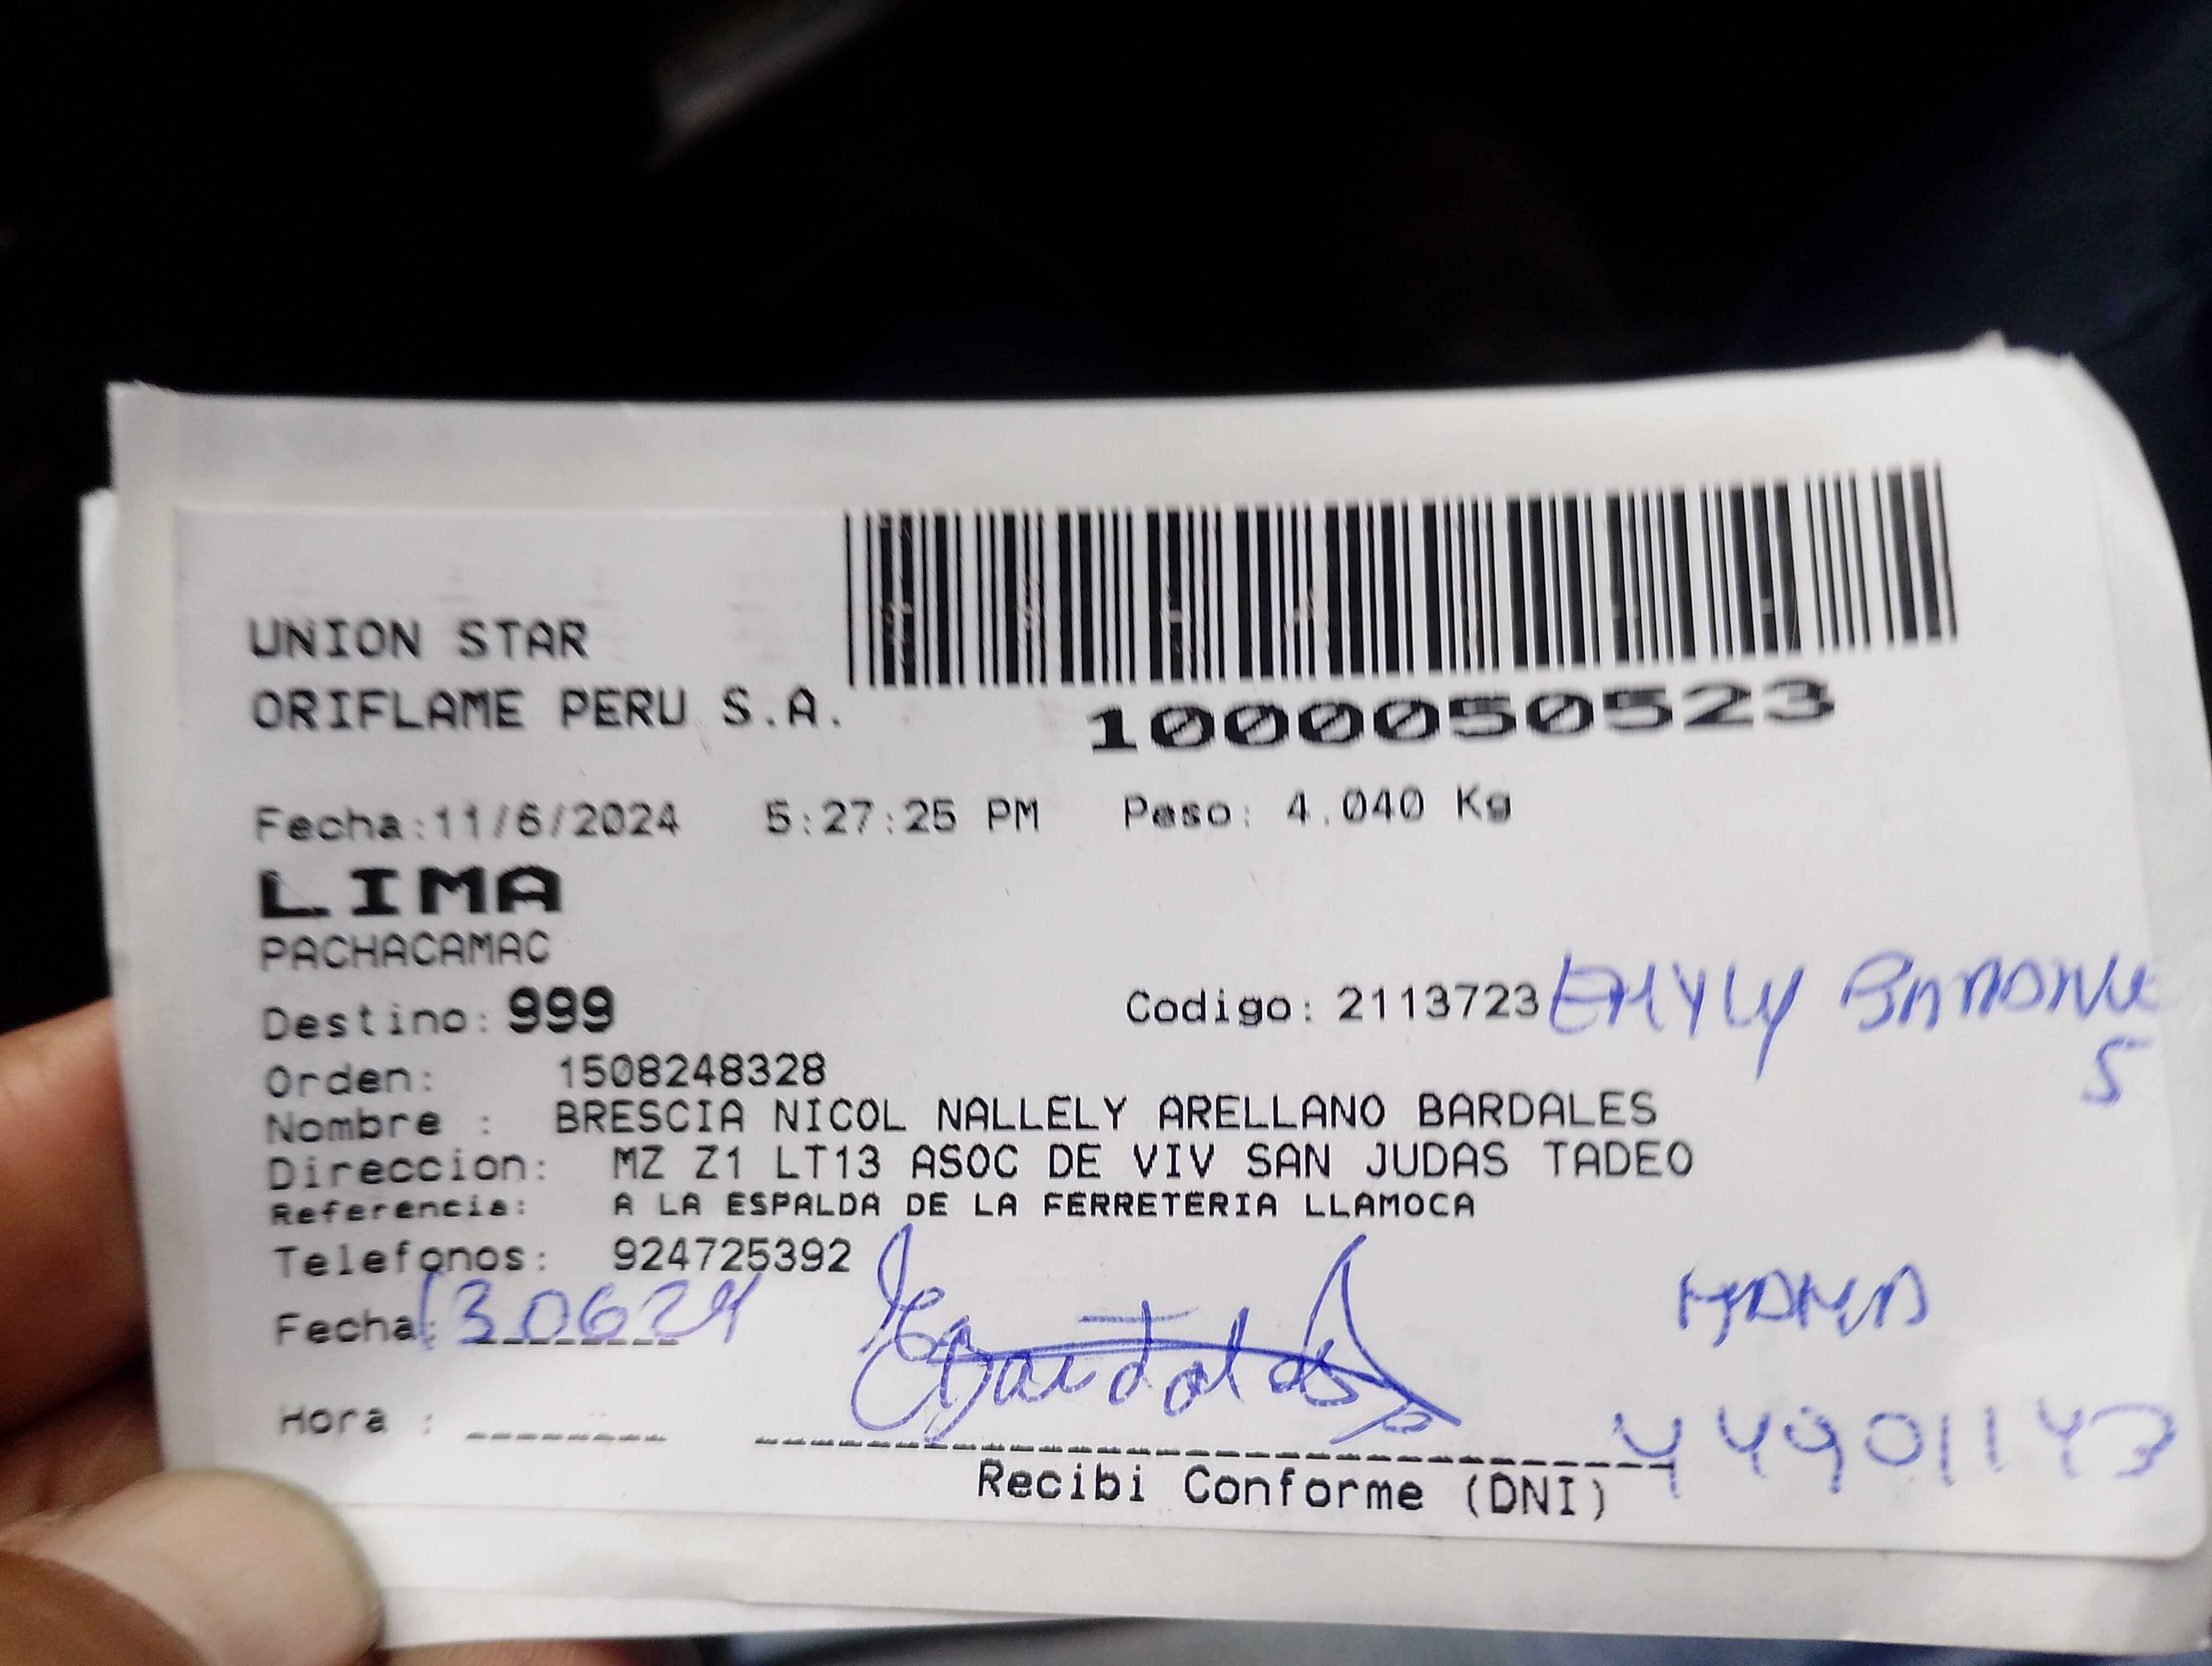 UNION STAR
ORIFLAME PERU S.A.
1000050523
Fecha:11/6/2024 5:27:25 PM Peso: 4.040 Kg
LIMA
PACHACAMAC
Destino: 999 Codigo: 2113723 EMYLY
5
Orden: 1508248328
Nombre : BRESCIA NICOL NALLELY ARELLANO BARDALES
Direccion: MZ Z1 LT13 ASOC DE VIV SAN JUDAS TADEO
Referencia: A LA ESPALDA DE LA FERRETERIA LLAMOCA
Telefonos: 924725392
Fecha: 130624 MAMA
Hora : 44901143
Recibi Conforme (DNI)